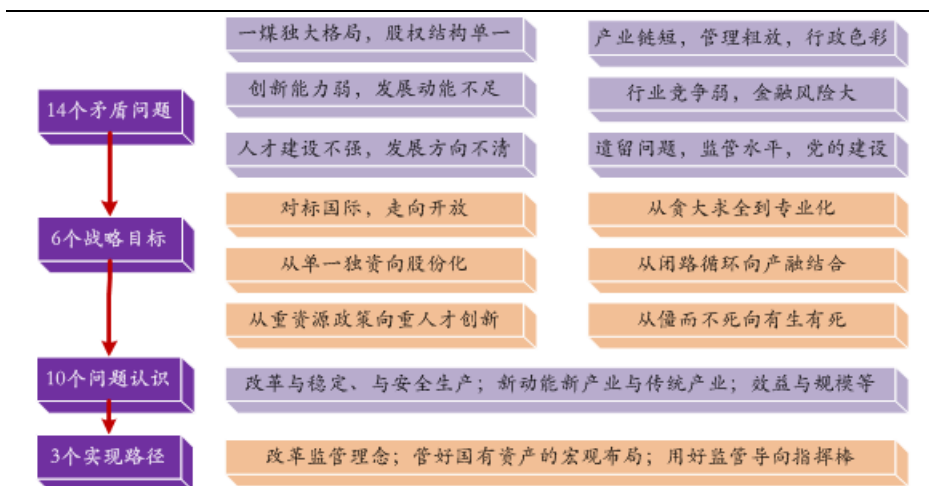 一煤独大格局，股权结构单一
产业链短，管理粗放，行政色彩
14个矛盾问题
创新能力弱，发展动能不足
行业竞争弱，金融风险大
人才建设不强，发展方向不清
遗留问题，监管水平，党的建设
6个战略目标
对标国际，走向开放
从贪大求全到专业化
从单一独资向股份化
从闭路循环向产融结合
从重资源政策向重人才创新
从僵而不死向有生有死
10个问题认识
改革与稳定、与安全生产；新动能新产业与传统产业；效益与规模等
3个实现路径
改革监管理念；管好国有资产的宏观布局；用好监管导向指挥棒